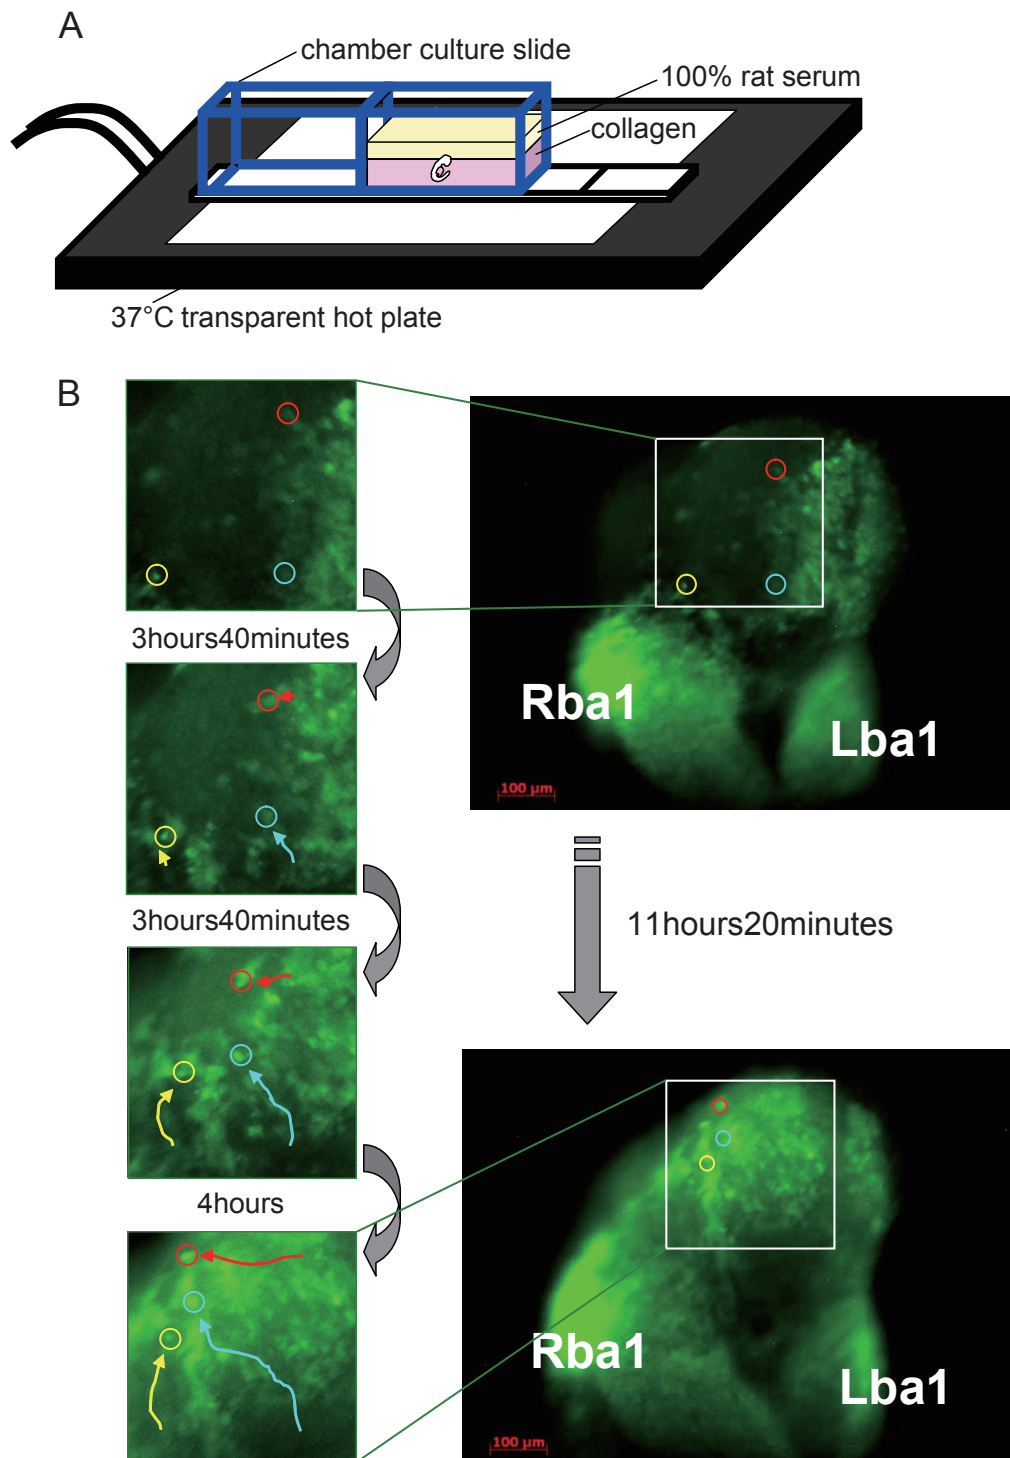 A
chamber culture slide
100% rat serum
collagen
37°C transparent hot plate
B
3hours40minutes
Rba1
Lba1
100 µm
3hours40minutes
11hours20minutes
4hours
Rba1
Lba1
100 µm